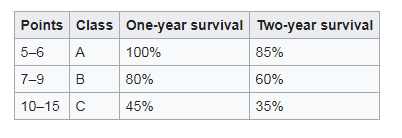 Points Class One-year survival Two-year survival
5–6 A 100% 85%
7–9 B 80% 60%
10–15 C 45% 35%